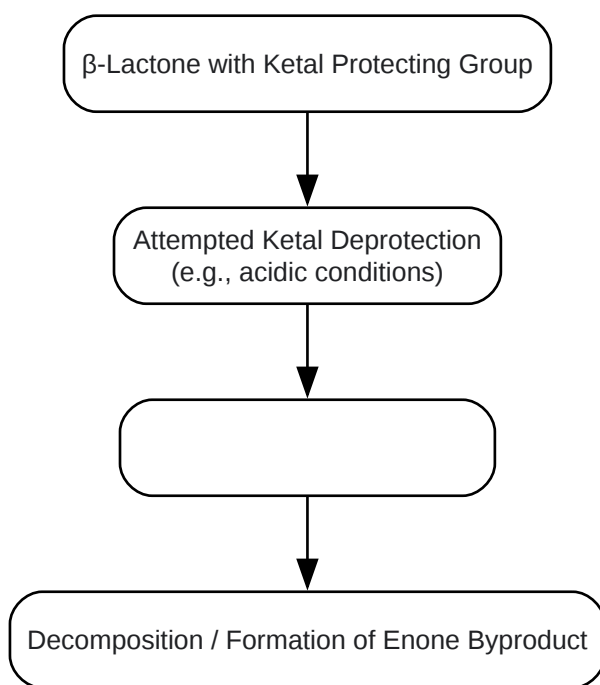 β-Lactone with Ketal Protecting Group
Attempted Ketal Deprotection
(e.g., acidic conditions)
Decomposition / Formation of Enone Byproduct